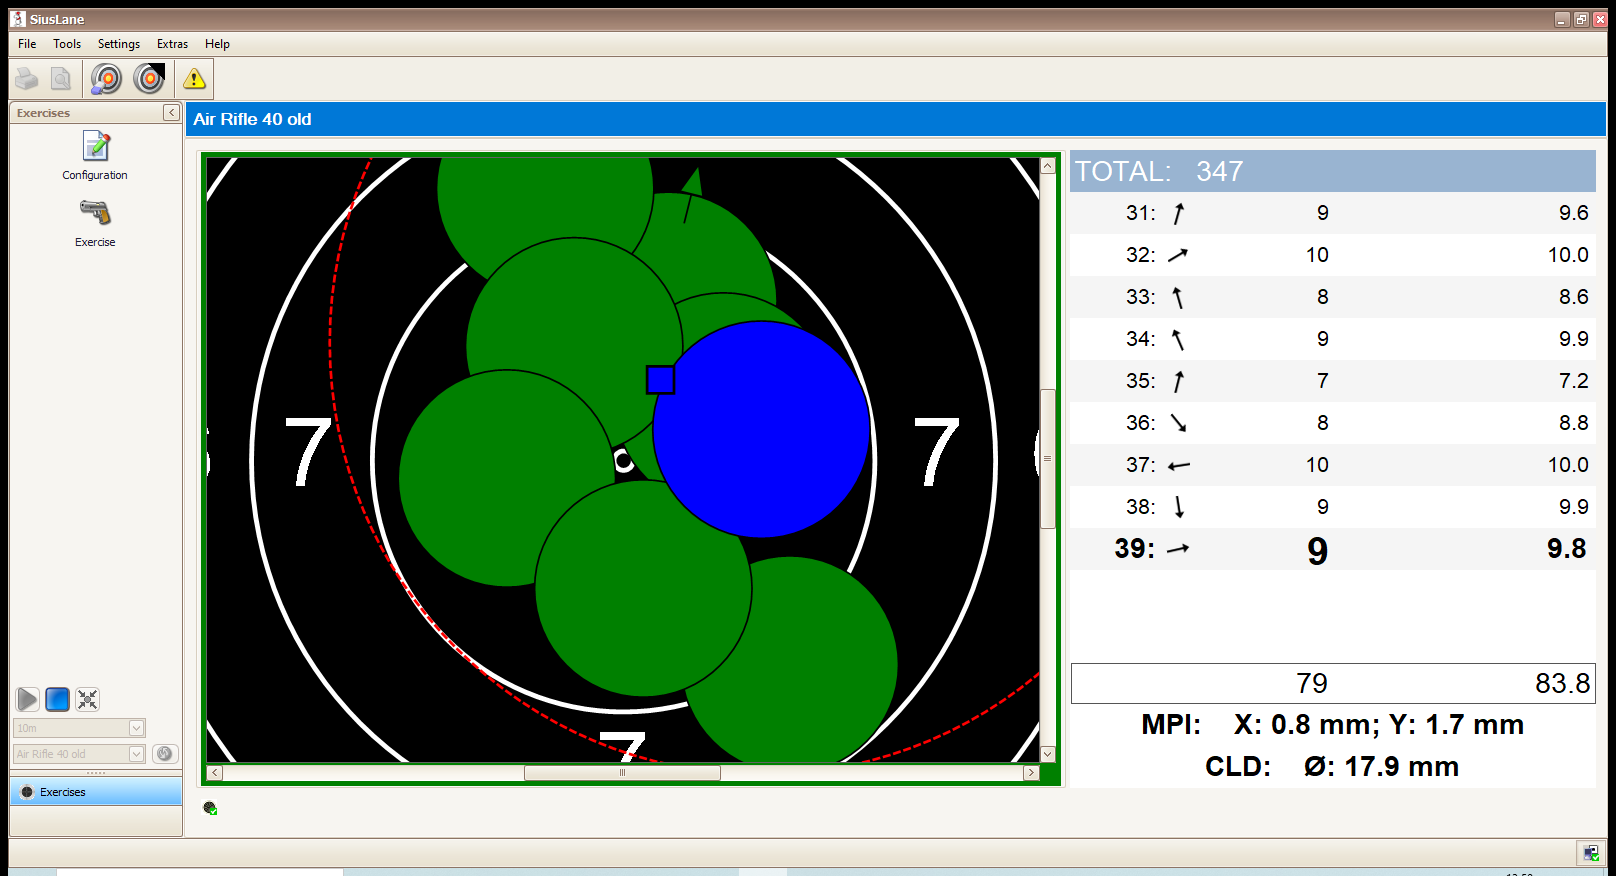 SiusLane
File Tools Settings Extras Help
Exercises
Configuration
Exercise
10m
Air Rifle 40 old
Exercises
Air Rifle 40 old
7
7
7
TOTAL: 347
31: 9 9.6
32: 10 10.0
33: 8 8.6
34: 9 9.9
35: 7 7.2
36: 8 8.8
37: 10 10.0
38: 9 9.9
39: 9 9.8
79 83.8
MPI: X: 0.8 mm; Y: 1.7 mm
CLD: Ø: 17.9 mm